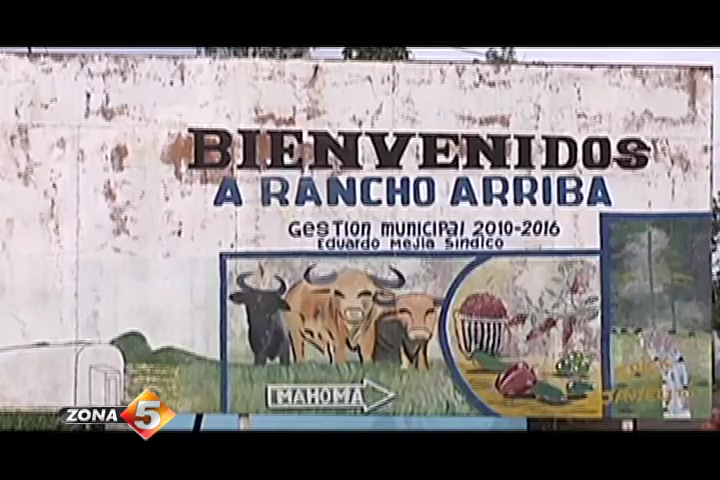 BIENVENIDOS
A RANCHO ARRIBA
Gestion municipal 2010-2016
Eduardo Mejia Sindico
MAHOMA
ZONA 5